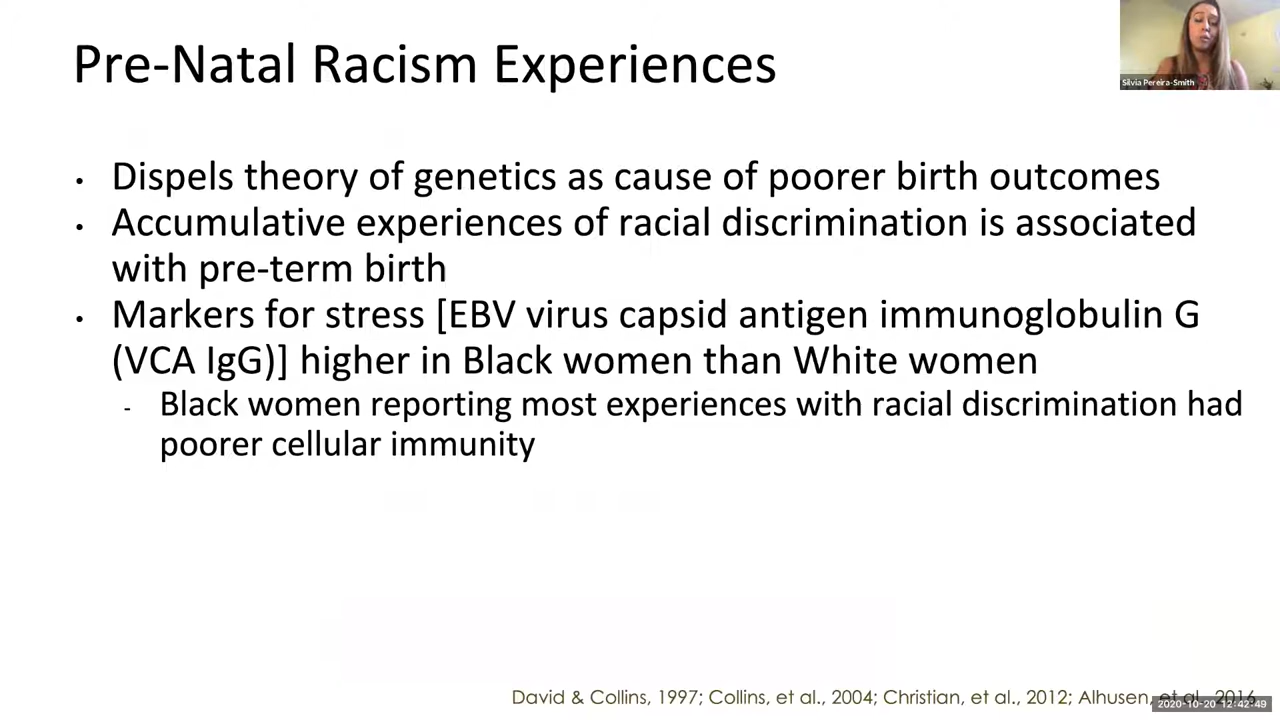 Pre-Natal Racism Experiences
Silvia Pereira-Smith
• Dispels theory of genetics as cause of poorer birth outcomes
• Accumulative experiences of racial discrimination is associated
with pre-term birth
• Markers for stress [EBV virus capsid antigen immunoglobulin G
(VCA IgG)] higher in Black women than White women
- Black women reporting most experiences with racial discrimination had
poorer cellular immunity
David & Collins, 1997; Collins, et al., 2004; Christian, et al., 2012; Alhusen, et al., 2016
2020-10-20 12:42:49